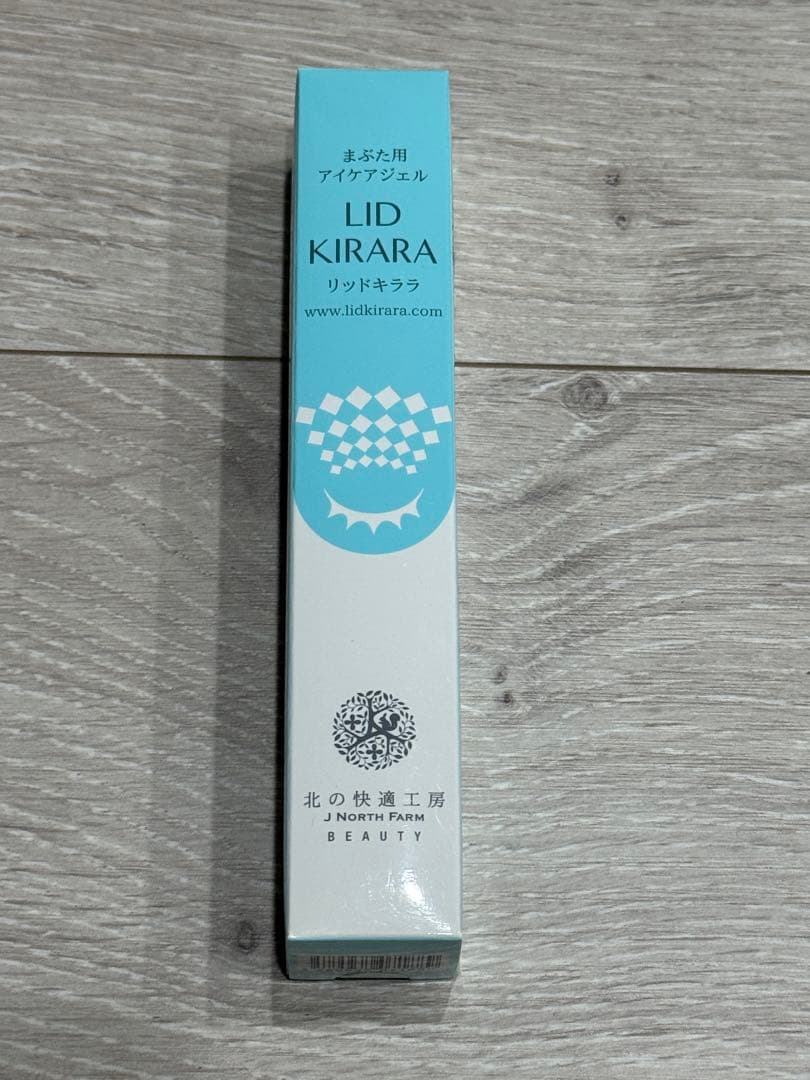 まぶた用
アイケアジェル
LID
KIRARA
リッドキララ
www.lidkirara.com
北の快適工房
J NORTH FARM
BEAUTY